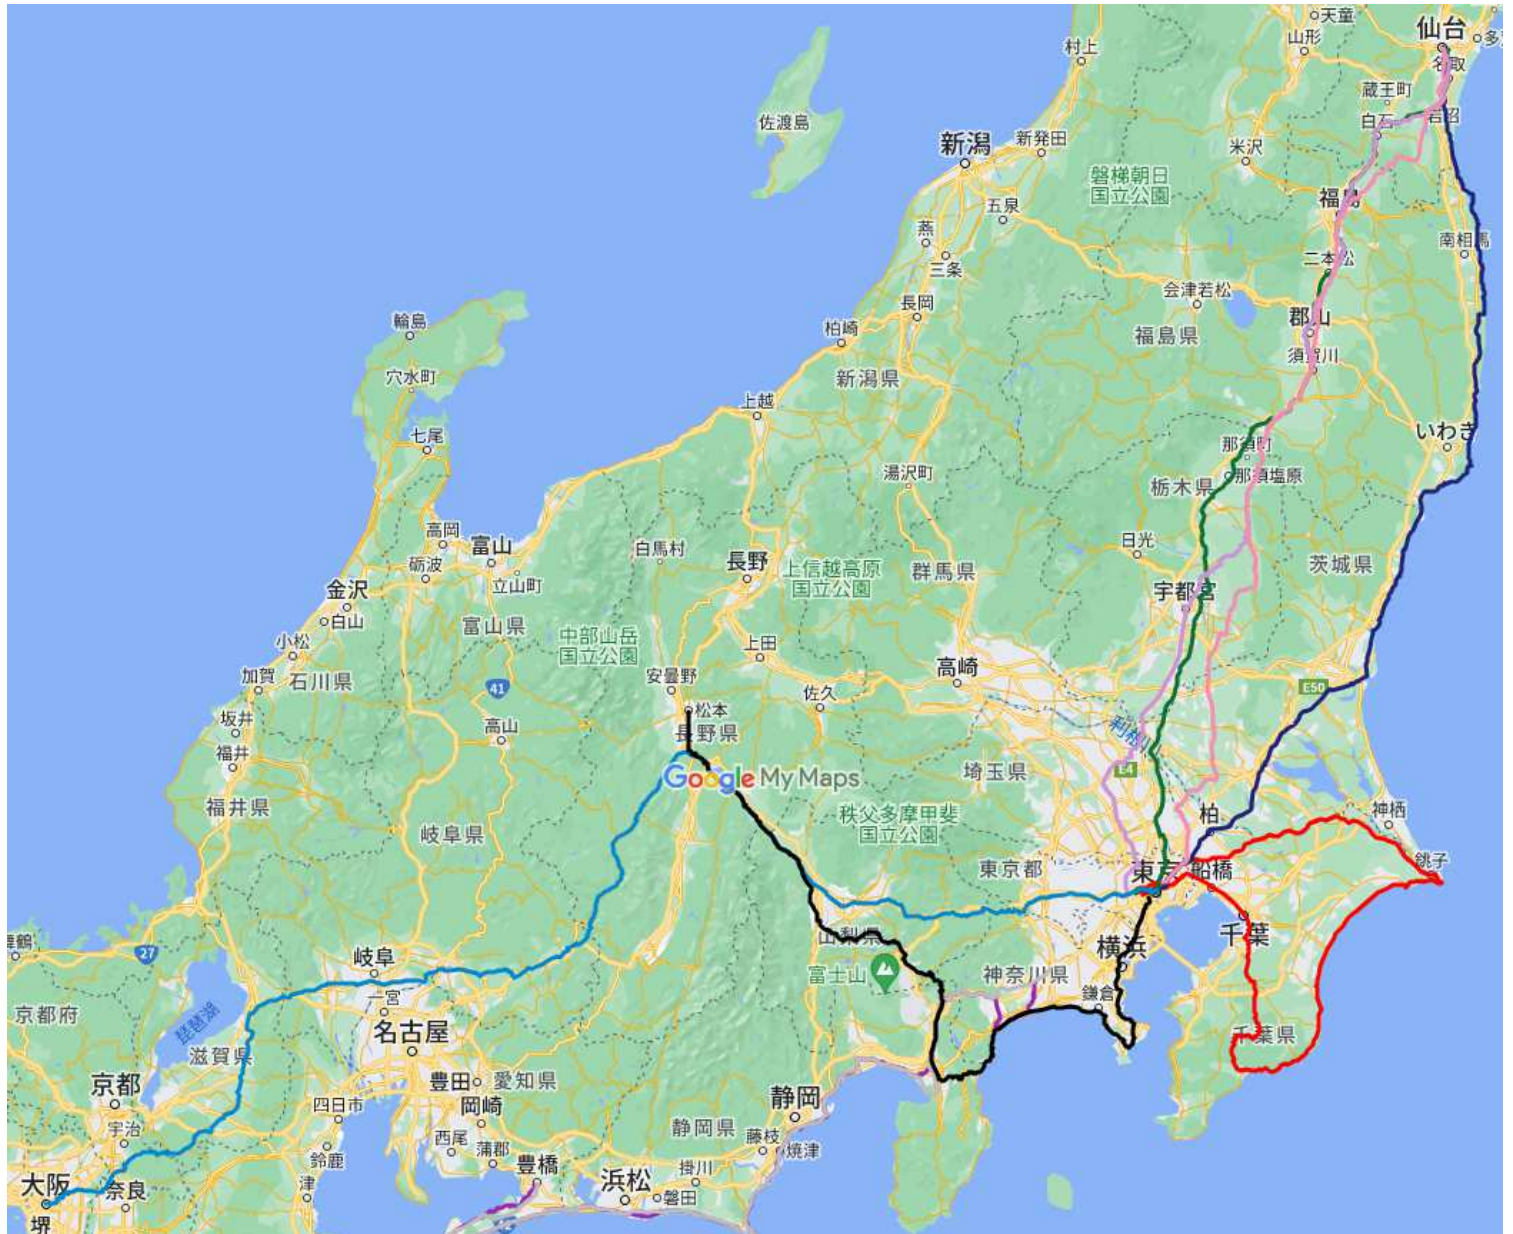 天童
仙台
山形
多
村上
名取
蔵王町
白石
岩沼
佐渡島
新潟
新発田
米沢
磐梯朝日
国立公園
福島
五泉
燕
三条
南相馬
二本松
会津若松
長岡
郡山
輪島
柏崎
福島県
須賀川
穴水町
新潟県
上越
七尾
いわき
那須町
湯沢町
那須塩原
栃木県
高岡
富山
白馬村
日光
砺波
立山町
長野
上信越高原
国立公園
群馬県
茨城県
金沢
宇都宮
白山
富山県
中部山岳
国立公園
小松
上田
高崎
加賀
石川県
安曇野
佐久
41
E50
松本
坂井
高山
長野県
利根川
福井
Google My Maps
E4
埼玉県
福井県
秩父多摩甲斐
国立公園
柏
神栖
岐阜県
東京都
東京
船橋
銚子
舞鶴
27
岐阜
山梨県
横浜
千葉
富士山
神奈川県
一宮
鎌倉
京都府
琵琶湖
名古屋
千葉県
滋賀県
京都
豊田
愛知県
静岡
四日市
岡崎
宇治
静岡県
西尾
蒲郡
藤枝
焼津
鈴鹿
豊橋
掛川
大阪
奈良
津
浜松
磐田
堺